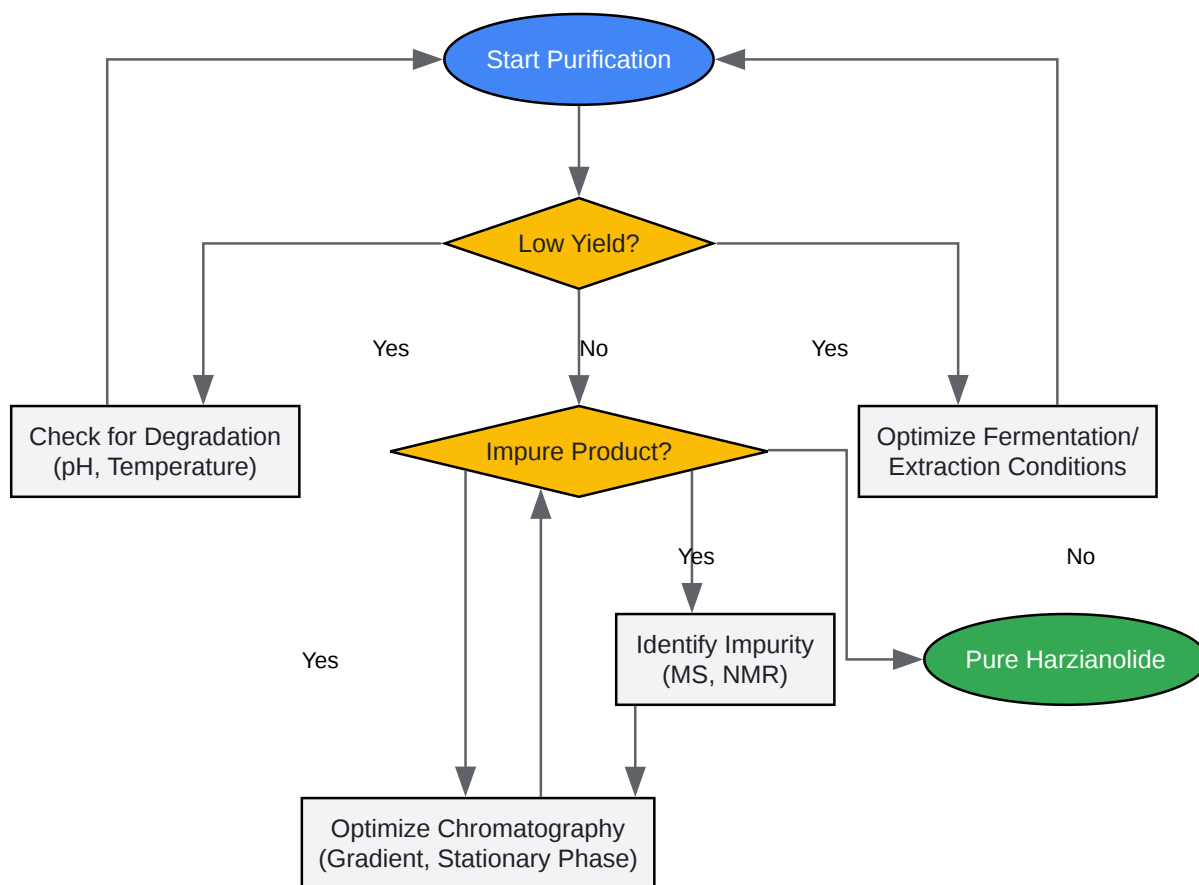 Start Purification
Low Yield?
Yes
No
Yes
Check for Degradation
(pH, Temperature)
Impure Product?
Optimize Fermentation/
Extraction Conditions
Yes
No
Yes
Identify Impurity
(MS, NMR)
Pure Harzianolide
Optimize Chromatography
(Gradient, Stationary Phase)